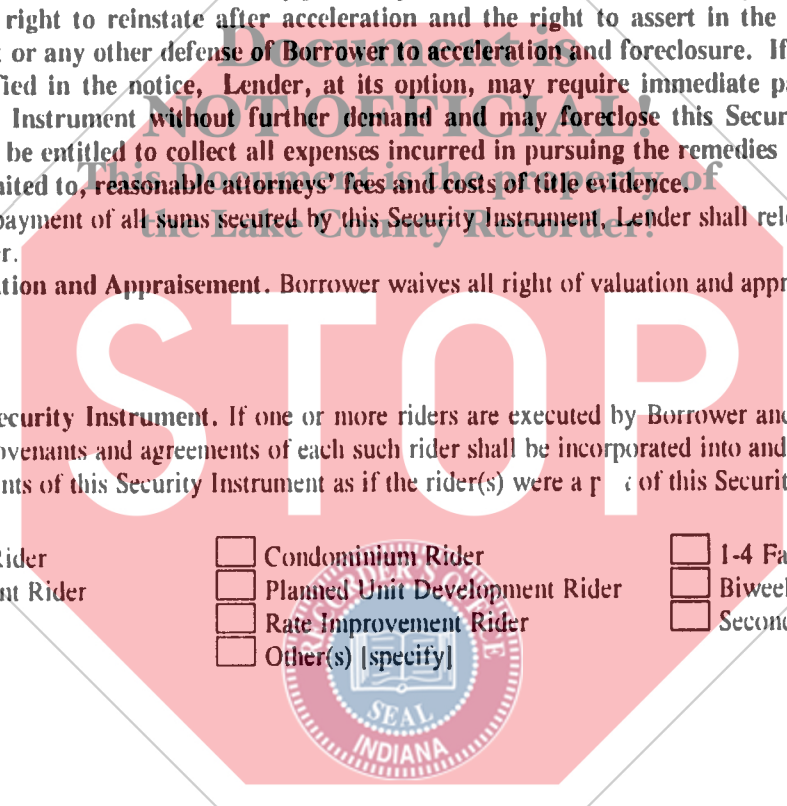 right to reinstate after acceleration and the right to assert in the
or any other defense of Borrower to acceleration and foreclosure. If
Document is
fied in the notice, Lender, at its option, may require immediate pa
Instrument without further demand and may foreclose this Secur
NOT OFFICIAL!
be entitled to collect all expenses incurred in pursuing the remedies
nited to, reasonable attorneys' fees and costs of title evidence.
This Document is the property of
payment of all sums secured by this Security Instrument, Lender shall rel
the Lake County Recorder!
r.
tion and Appraisement. Borrower waives all right of valuation and appr
STOP
ecurity Instrument. If one or more riders are executed by Borrower and
ovenants and agreements of each such rider shall be incorporated into and
nts of this Security Instrument as if the rider(s) were a of this Securit
Rider
Condominium Rider
1-4 Fa
nt Rider
Planned Unit Development Rider
Biweek
Rate Improvement Rider
Second
Other(s) [specify]
RECORDER'S OFFICE
SEAL
INDIANA